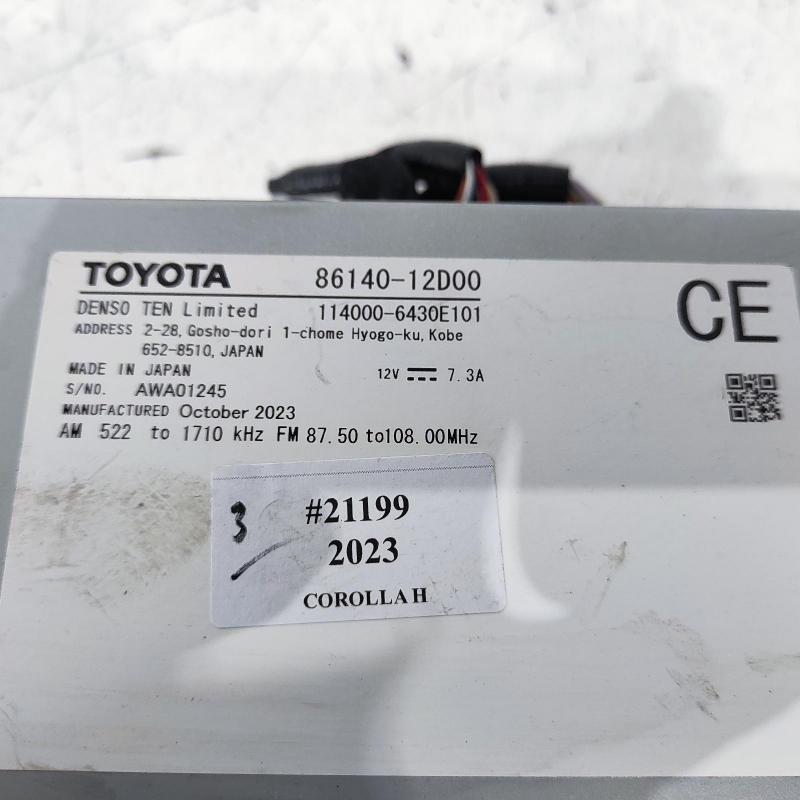 TOYOTA 86140-12D00
DENSO TEN Limited 114000-6430E101
ADDRESS 2-28, Gosho-dori 1-chome Hyogo-ku, Kobe
652-8510, JAPAN
MADE IN JAPAN 12V 7.3A
S/NO. AWA01245
MANUFACTURED October 2023
AM 522 to 1710 kHz FM 87.50 to108.00MHz
CE
3
#21199
2023
COROLLA H